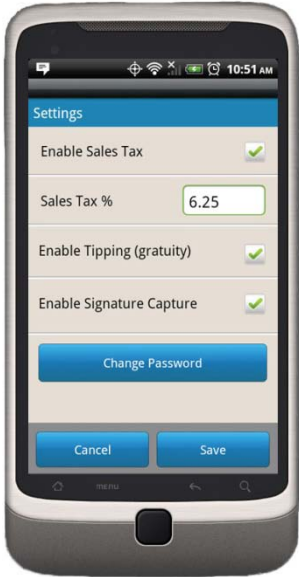 10:51 AM
Settings
Enable Sales Tax
Sales Tax % 6.25
Enable Tipping (gratuity)
Enable Signature Capture
Change Password
Cancel Save
menu